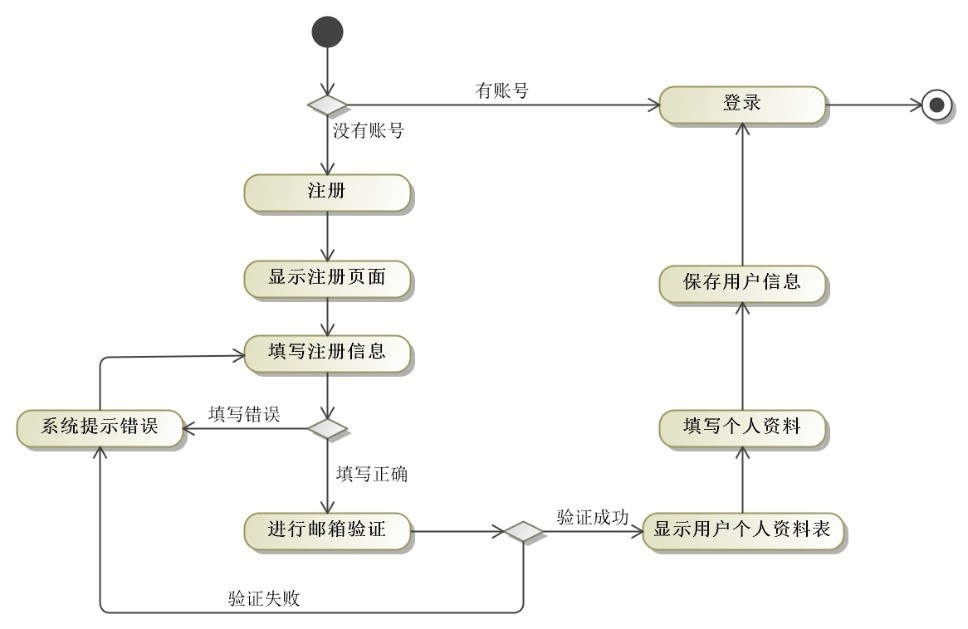 有账号
登录
没有账号
注册
显示注册页面
保存用户信息
填写注册信息
填写错误
系统提示错误
填写个人资料
填写正确
进行邮箱验证
验证成功
显示用户个人资料表
验证失败